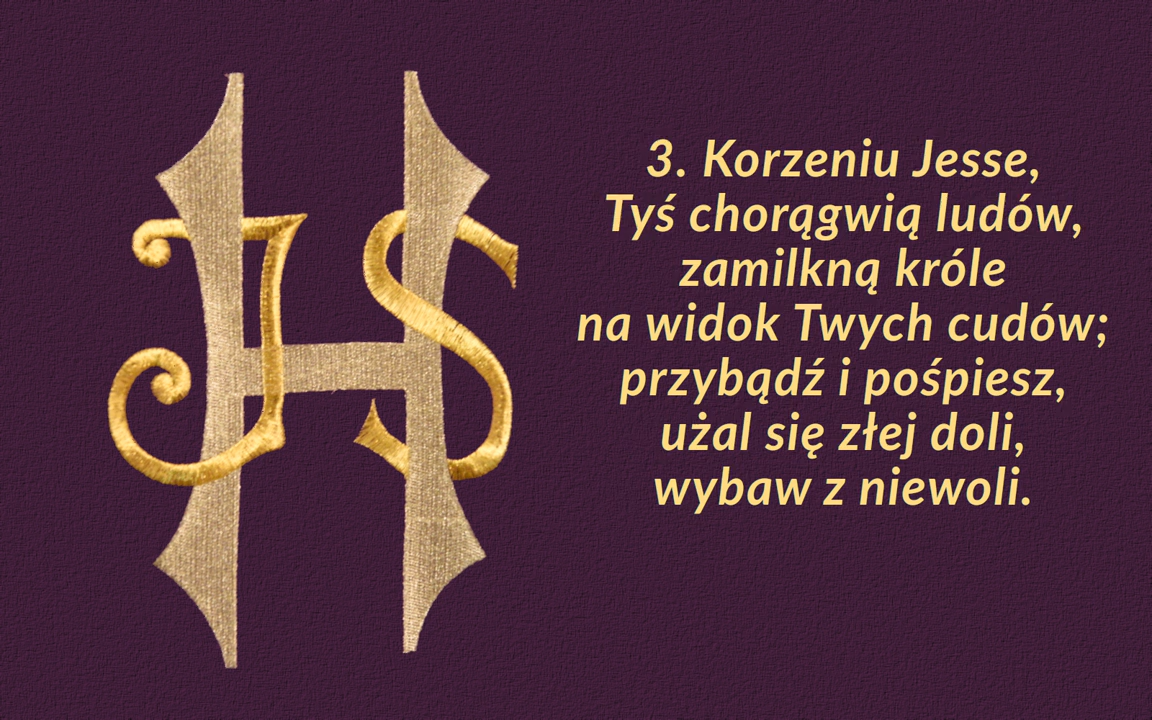 JHS
3. Korzeniu Jesse,
Tyś chorągwią ludów,
zamilkną króle
na widok Twych cudów;
przybądź i pośpiesz,
użal się złej doli,
wybaw z niewoli.